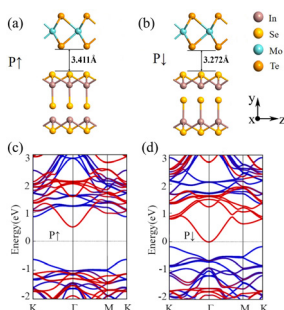 (a)
(b)
In
Se
Mo
Te
P↑
3.411Å
P↓
3.272Å
y
x
z
(c)
(d)
Energy(eV)
3
2
1
0
-1
-2
P↑
K
Γ
M
K
Energy(eV)
3
2
1
0
-1
-2
P↓
K
Γ
M
K